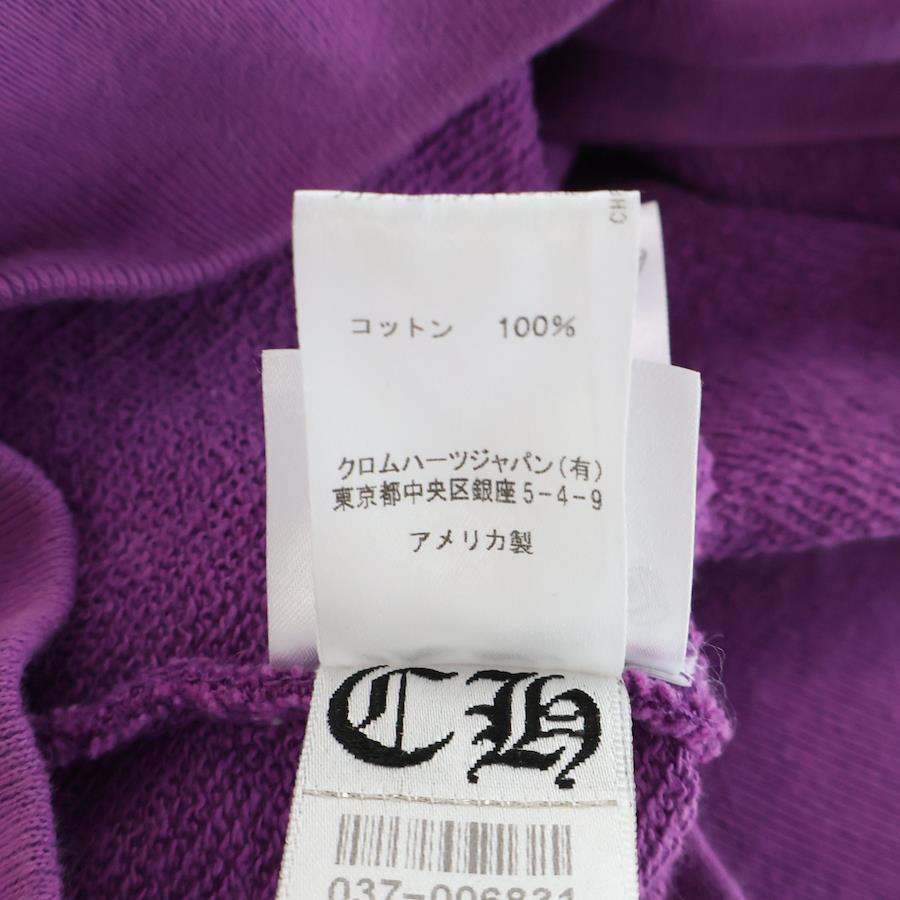 コットン 100%
クロムハーツジャパン(有)
東京都中央区銀座5-4-9
アメリカ製
CH
037-006831